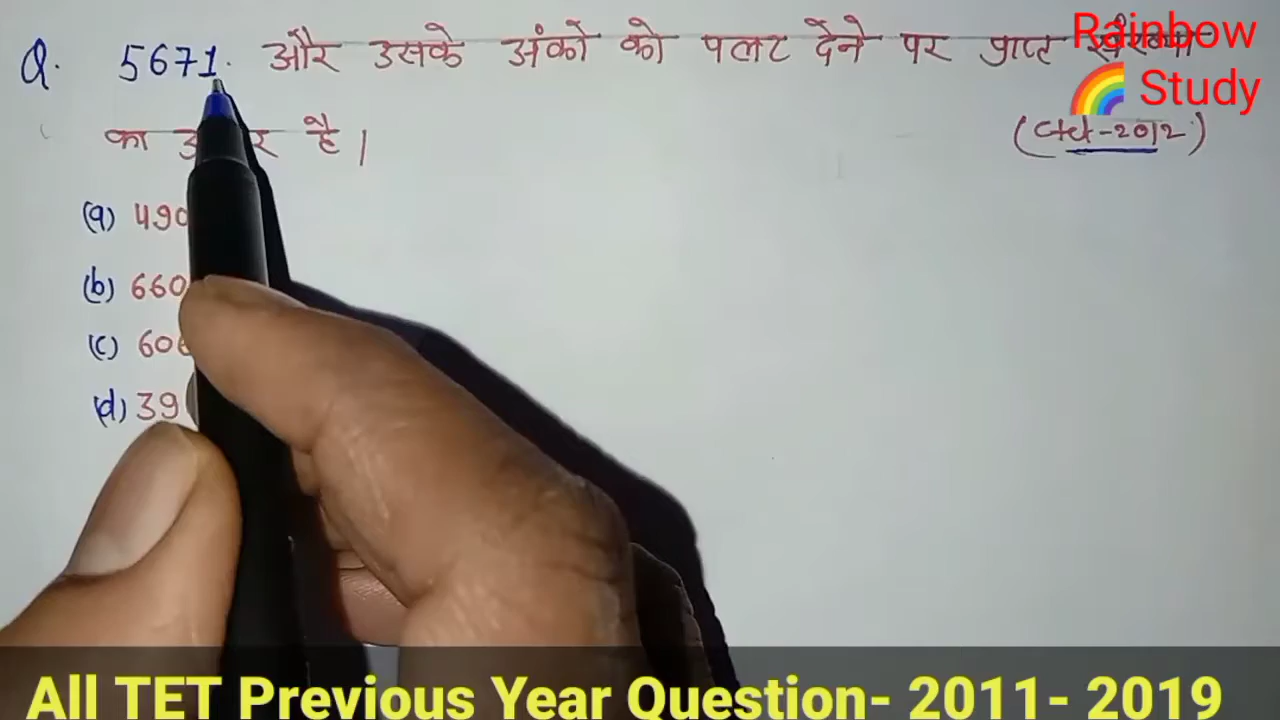 Q. 5671 और उसके अंको को पलट देने पर प्राप्त
Rainbow
Study
का है।
(Ctet-2012)
(a) 490
(b) 660
(c) 60
(d) 39
All TET Previous Year Question- 2011- 2019